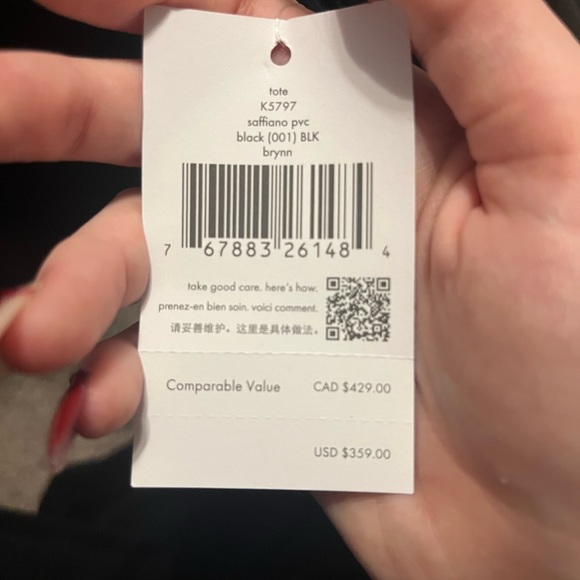 tote
K5797
saffiano pvc
black (001) BLK
brynn
7 67883 26148 4
take good care. here's how.
prenez-en bien soin. voici comment.
请妥善维护。这里是具体做法。
Comparable Value CAD $429.00
USD $359.00